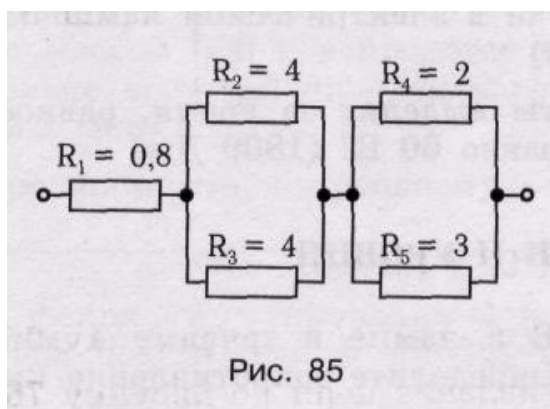 R₂ = 4
R₄ = 2
R₁ = 0,8
R₃ = 4
R₅ = 3
Рис. 85